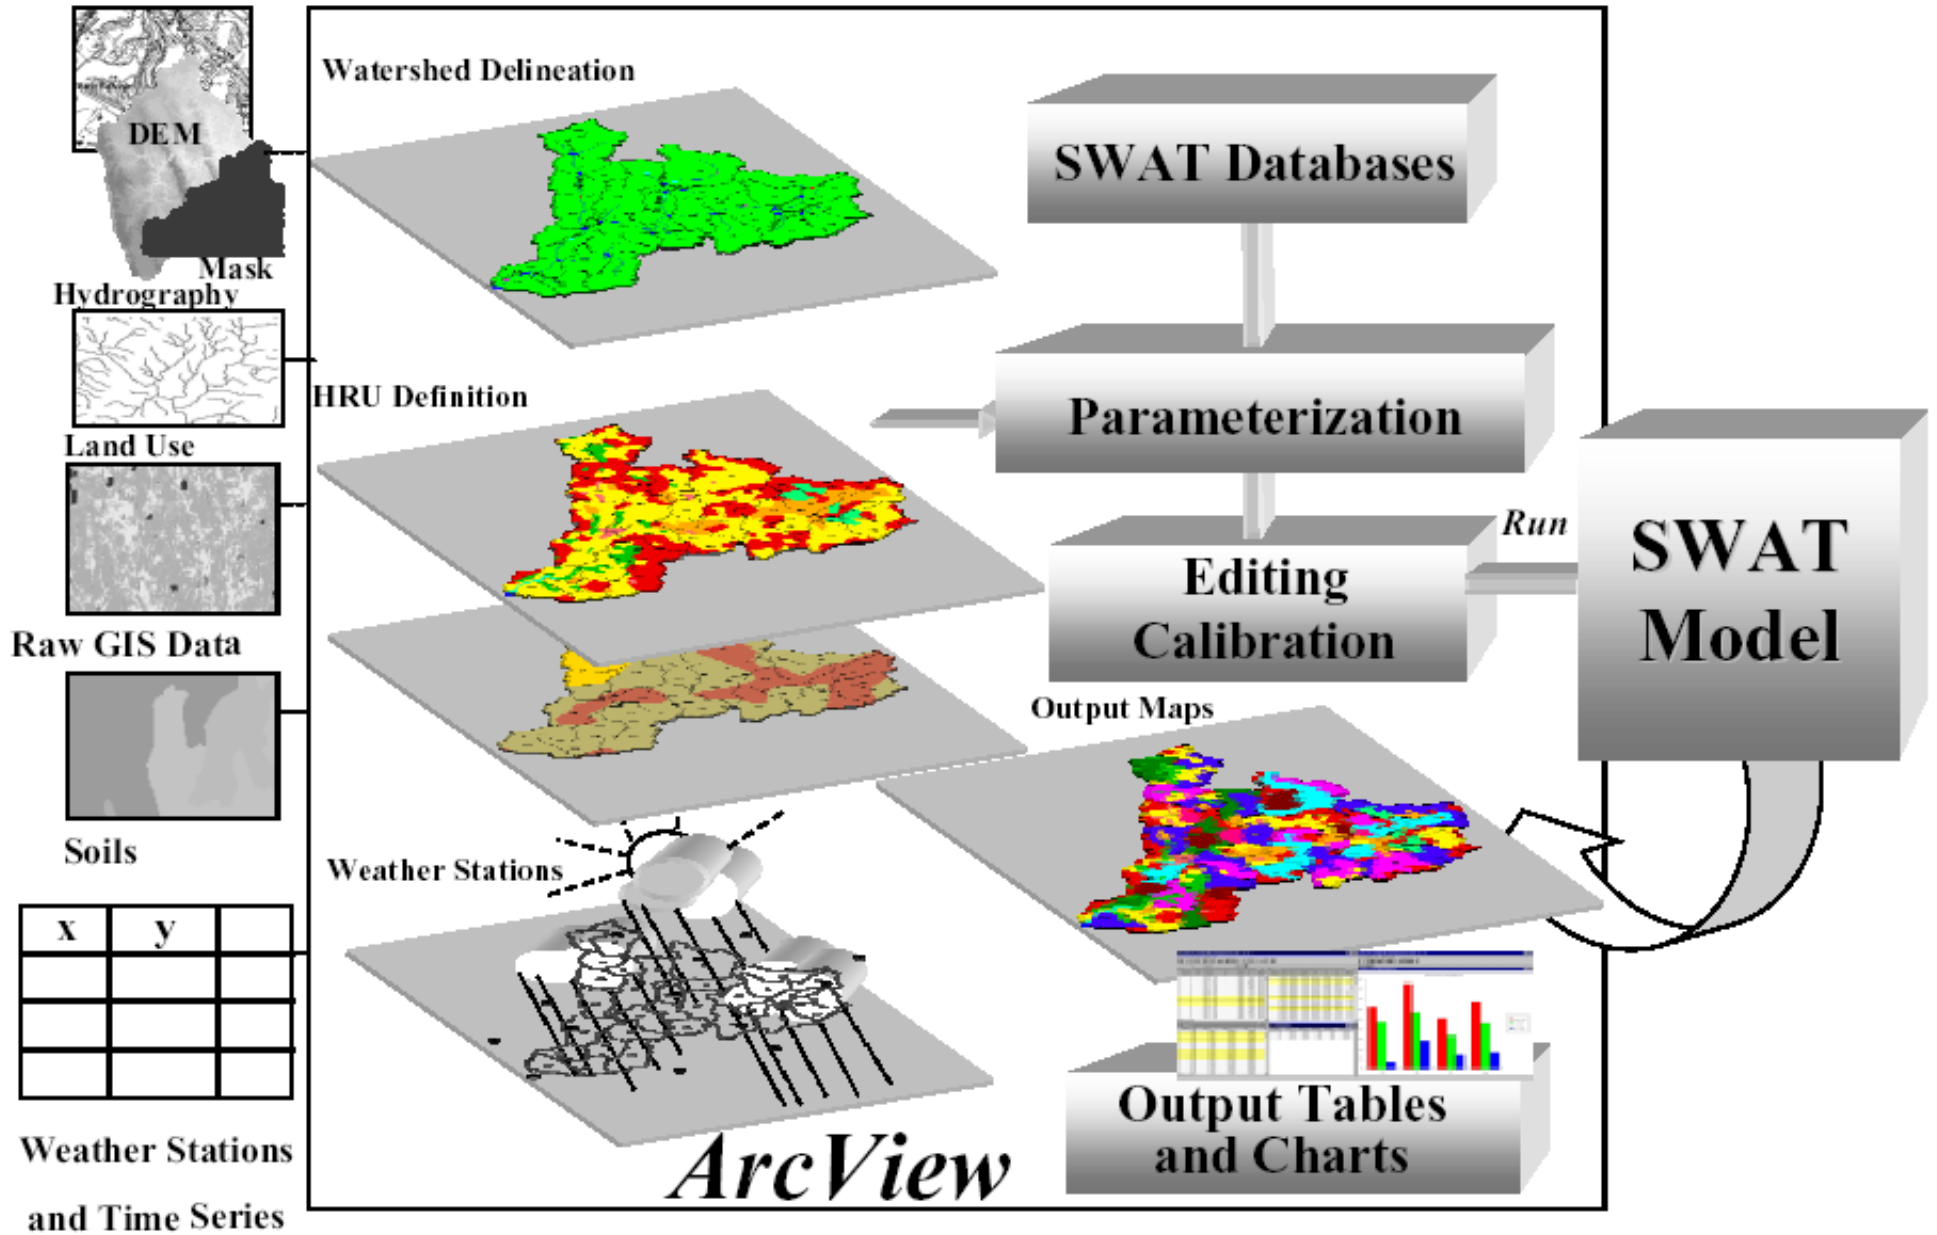 DEM
Mask
Hydrography
Land Use
Raw GIS Data
Soils
x y
Weather Stations
and Time Series
Watershed Delineation
HRU Definition
Weather Stations
ArcView
SWAT Databases
Parameterization
Editing
Calibration
Run
SWAT
Model
Output Maps
Output Tables
and Charts